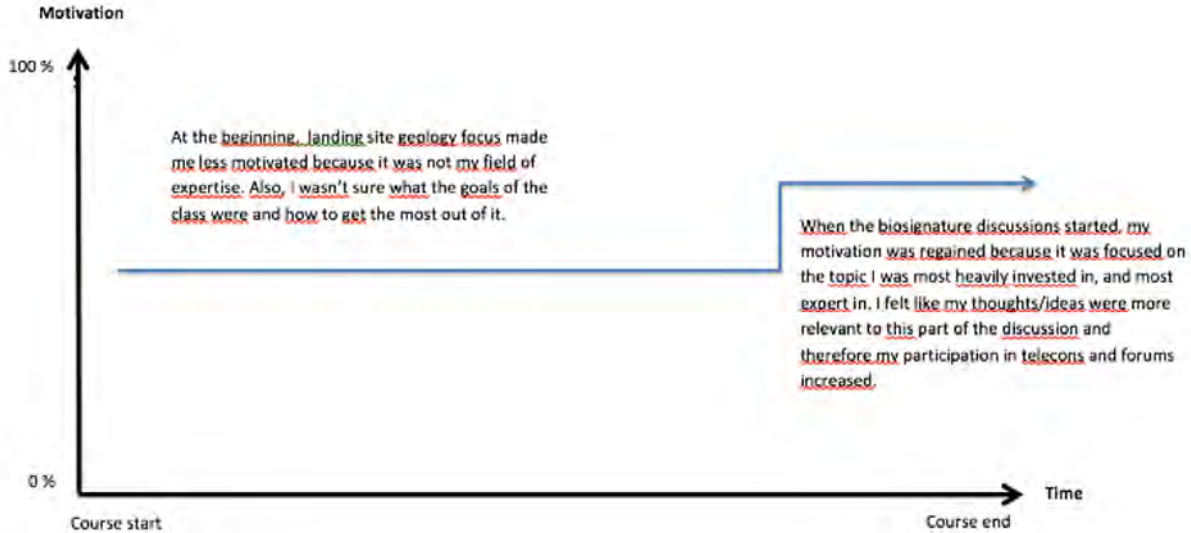 Motivation
100 %
At the beginning, landing site geology focus made
me less motivated because it was not my field of
expertise. Also, I wasn't sure what the goals of the
class were and how to get the most out of it.
When the biosignature discussions started, my
motivation was regained because it was focused on
the topic I was most heavily invested in, and most
expert in. I felt like my thoughts/ideas were more
relevant to this part of the discussion and
therefore my participation in telecons and forums
increased.
0 %
Time
Course start
Course end